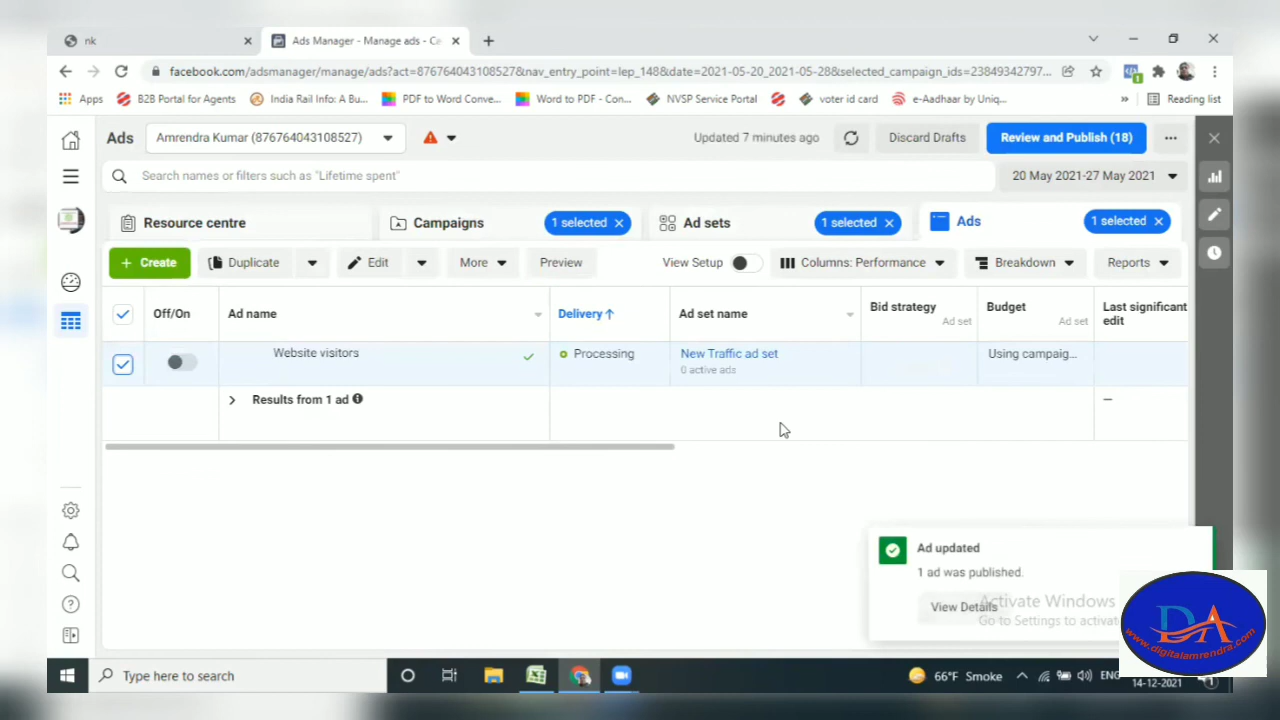 nk
Ads Manager - Manage ads - Ce
facebook.com/adsmanager/manage/ads?act=876764043108527&nav_entry_point=lep_148&date=2021-05-20_2021-05-28&selected_campaign_ids=23849342797...
Apps
B2B Portal for Agents
India Rail Info: A Bu...
PDF to Word Conve...
Word to PDF - Con...
NVSP Service Portal
voter id card
e-Aadhaar by Uniq...
»
Reading list
Ads
Amrendra Kumar (876764043108527)
Updated 7 minutes ago
Discard Drafts
Review and Publish (18)
Search names or filters such as "Lifetime spent"
20 May 2021-27 May 2021
Resource centre
Campaigns
1 selected
Ad sets
1 selected
Ads
1 selected
+ Create
Duplicate
Edit
More
Preview
View Setup
Columns: Performance
Breakdown
Reports
Off/On
Ad name
Delivery ↑
Ad set name
Bid strategy
Ad set
Budget
Ad set
Last significant
edit
Website visitors
Processing
New Traffic ad set
0 active ads
Using campaig...
Results from 1 ad
—
Ad updated
1 ad was published.
View Details
Activate Windows
Go to Settings to activat
DA
www.digitalamrendra.com
Type here to search
66°F Smoke
ENG
14-12-2021
1